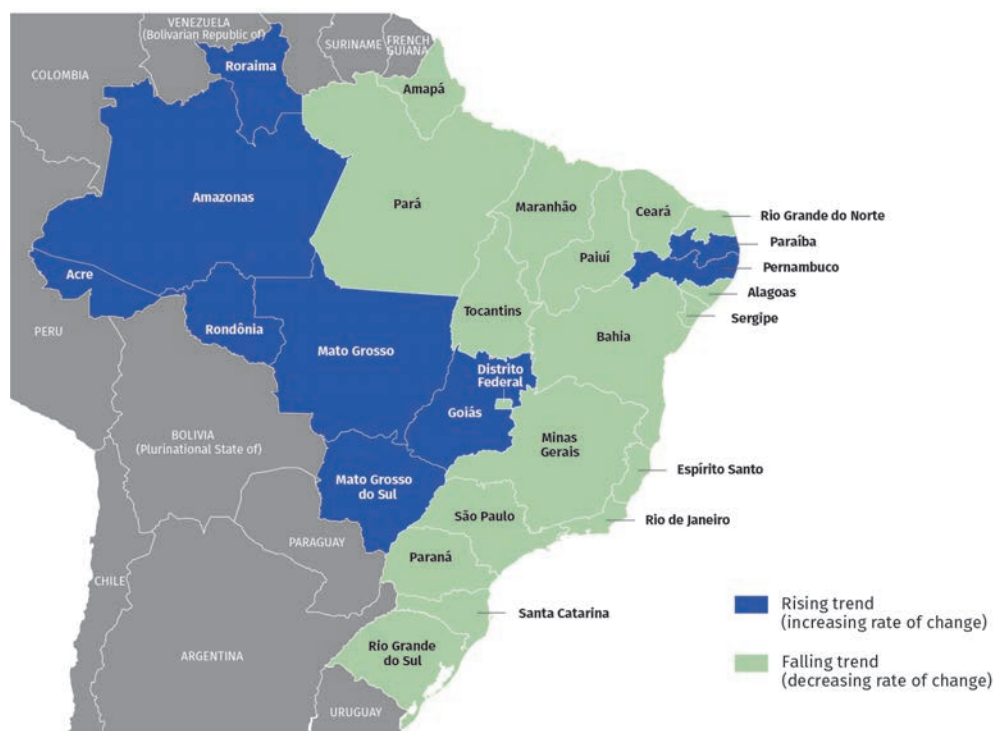 VENEZUELA
(Bolivarian Republic of)
SURINAME
FRENCH
GUIANA
COLOMBIA
Roraima
Amapá
Amazonas
Pará
Maranhão
Ceará
Rio Grande do Norte
Paraíba
Paiuí
Pernambuco
Acre
Alagoas
Tocantins
Sergipe
PERU
Rondônia
Mato Grosso
Bahia
Distrito
Federal
Goiás
BOLIVIA
(Plurinational State of)
Minas
Gerais
Espírito Santo
Mato Grosso
do Sul
São Paulo
Rio de Janeiro
PARAGUAY
Paraná
CHILE
Santa Catarina
Rising trend
(increasing rate of change)
Rio Grande
do Sul
ARGENTINA
Falling trend
(decreasing rate of change)
URUGUAY